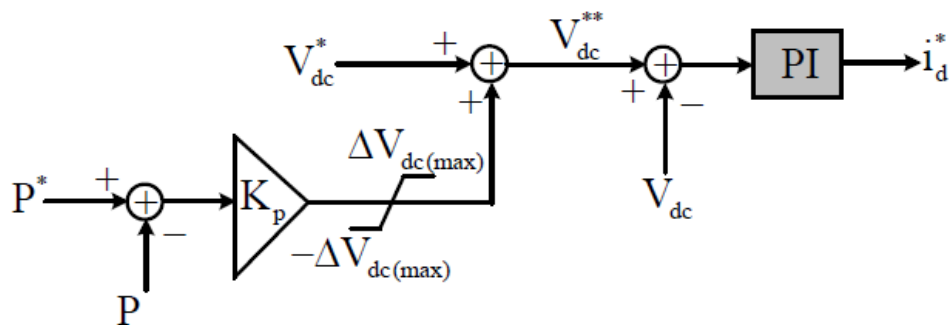 V*dc
+
+
+
V**dc
+
+
−
PI
i*d
Vdc
ΔVdc(max)
−ΔVdc(max)
P*
+
+
−
Kp
P